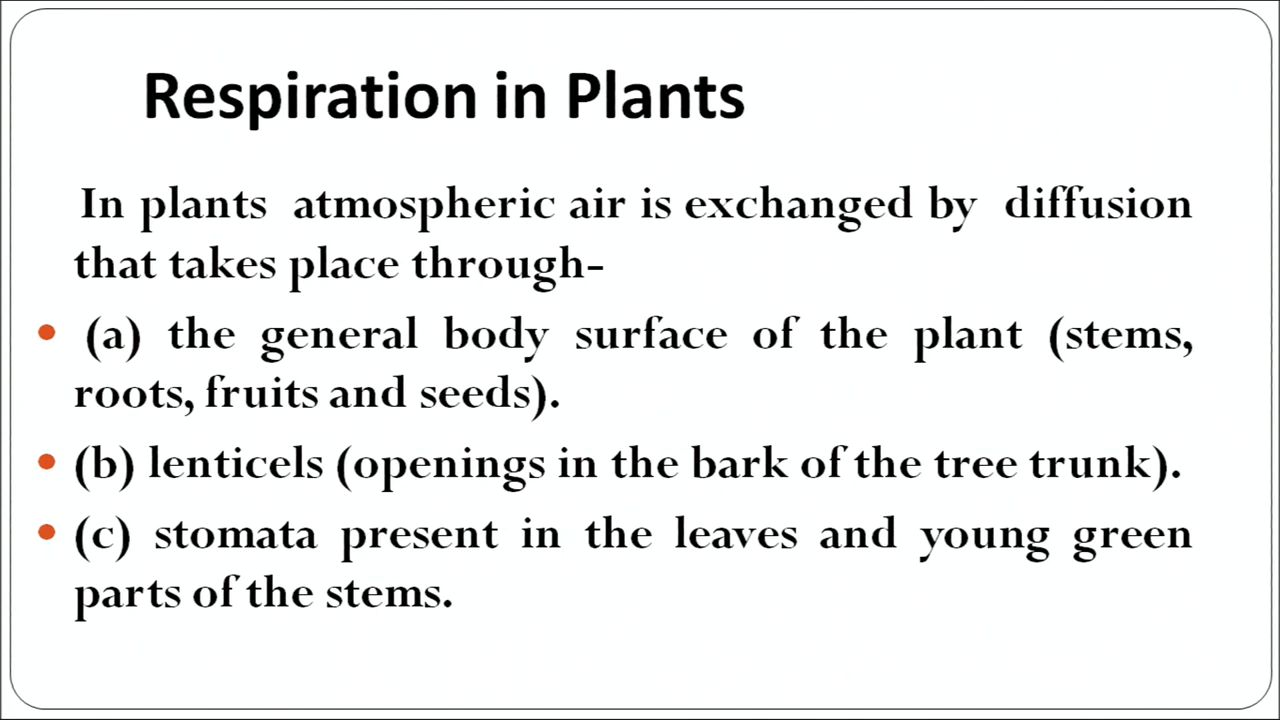 Respiration in Plants
In plants atmospheric air is exchanged by diffusion
that takes place through-
• (a) the general body surface of the plant (stems,
roots, fruits and seeds).
• (b) lenticels (openings in the bark of the tree trunk).
• (c) stomata present in the leaves and young green
parts of the stems.